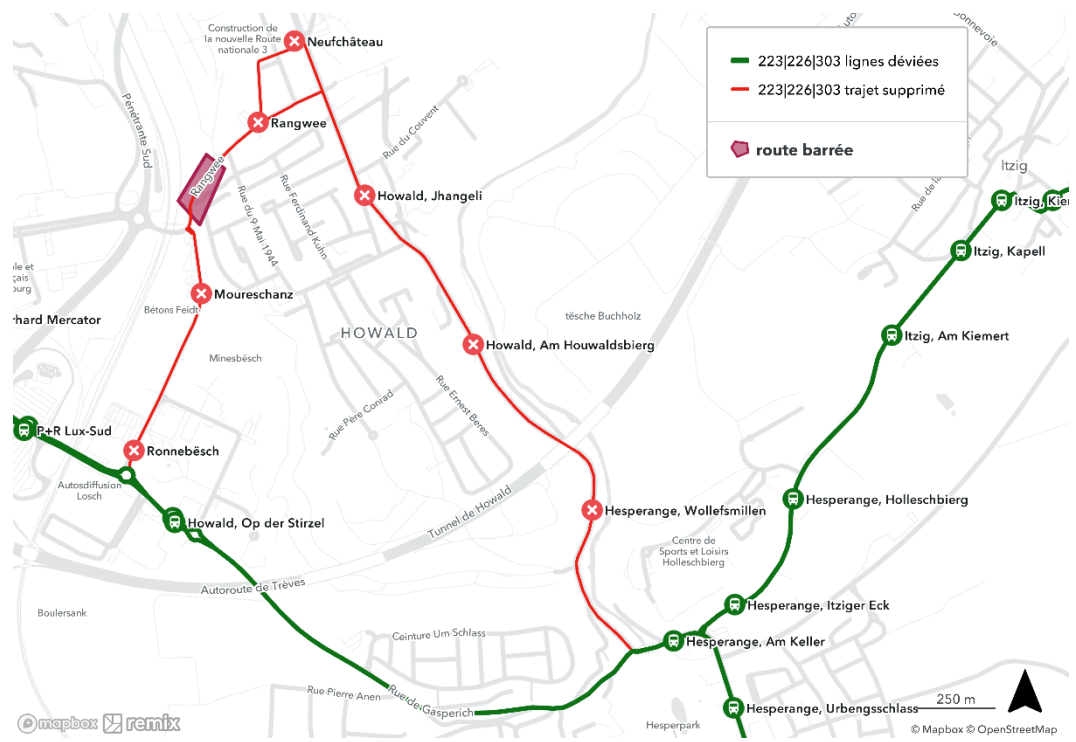 Construction de
la nouvelle Route
nationale 3
Neufchâteau
Pénétrante Sud
Rangwee
Rangwee
Rue du Couvent
Howald, Jhangeli
Rue du 9 Mai 1944
Rue Ferdinand Kuhn
Moureschanz
Bétons Feidt
HOWALD
Minesbësch
tësche Buchholz
Howald, Am Houwaldsbierg
Rue Père Conrad
Rue Ernest Beres
P+R Lux-Sud
Ronnebësch
Autosdiffusion
Losch
Howald, Op der Stirzel
Tunnel de Howald
Autoroute de Trèves
Boulersank
Hesperange, Wollefsmillen
Centre de
Sports et Loisirs
Holleschbierg
Hesperange, Holleschbierg
Hesperange, Itziger Eck
Hesperange, Am Keller
Hesperange, Urbengsschlass
Ceinture Um Schlass
Rue Pierre Anen
Rue de Gasperich
Hesperpark
223|226|303 lignes déviées
223|226|303 trajet supprimé
route barrée
Itzig
Itzig, Kapell
Itzig, Am Kiemert
250 m
mapbox remix
© Mapbox © OpenStreetMap